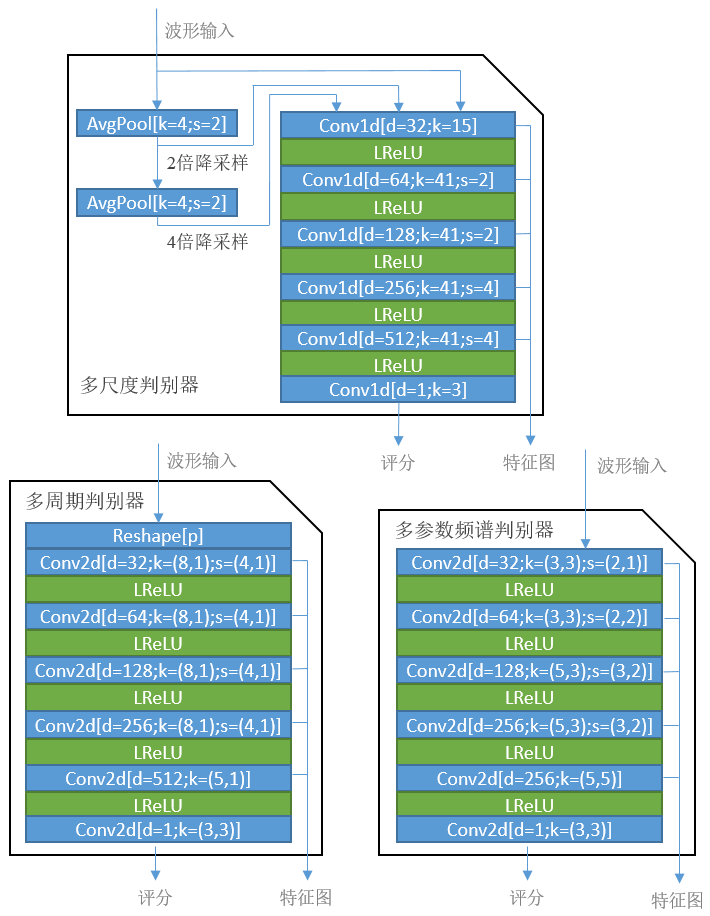 波形输入
AvgPool[k=4;s=2]
2倍降采样
AvgPool[k=4;s=2]
4倍降采样
Conv1d[d=32;k=15]
LReLU
Conv1d[d=64;k=41;s=2]
LReLU
Conv1d[d=128;k=41;s=2]
LReLU
Conv1d[d=256;k=41;s=4]
LReLU
Conv1d[d=512;k=41;s=4]
LReLU
Conv1d[d=1;k=3]
多尺度判别器
评分
特征图
波形输入
多周期判别器
Reshape[p]
Conv2d[d=32;k=(8,1);s=(4,1)]
LReLU
Conv2d[d=64;k=(8,1);s=(4,1)]
LReLU
Conv2d[d=128;k=(8,1);s=(4,1)]
LReLU
Conv2d[d=256;k=(8,1);s=(4,1)]
LReLU
Conv2d[d=512;k=(5,1)]
LReLU
Conv2d[d=1;k=(3,3)]
评分
特征图
波形输入
多参数频谱判别器
Conv2d[d=32;k=(3,3);s=(2,1)]
LReLU
Conv2d[d=64;k=(3,3);s=(2,2)]
LReLU
Conv2d[d=128;k=(5,3);s=(3,2)]
LReLU
Conv2d[d=256;k=(5,3);s=(3,2)]
LReLU
Conv2d[d=256;k=(5,5)]
LReLU
Conv2d[d=1;k=(3,3)]
评分
特征图